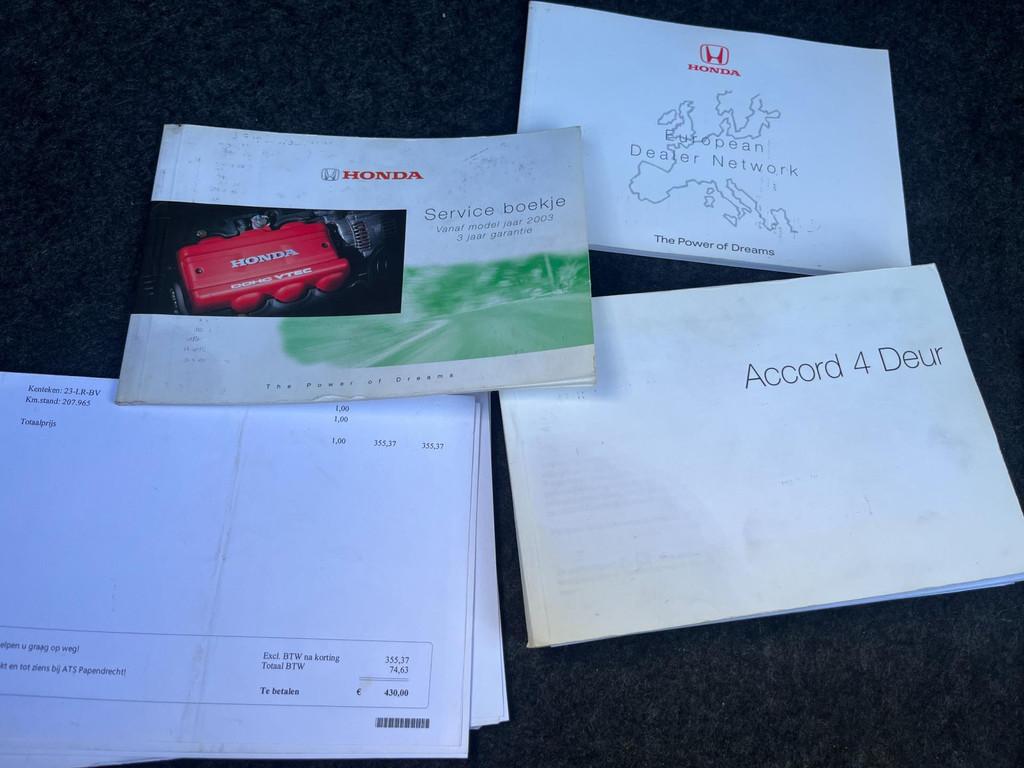 HONDA
European
Dealer Network
The Power of Dreams
HONDA
Service boekje
Vanaf model jaar 2003
3 jaar garantie
HONDA
DOHC VTEC
The Power of Dreams
Accord 4 Deur
Kenteken: 23-LR-BV
Km.stand: 207.965
1,00
1,00
Totaalprijs
1,00 355,37 355,37
elpen u graag op weg!
kt en tot ziens bij ATS Papendrecht!
Excl. BTW na korting 355,37
Totaal BTW 74,63
Te betalen € 430,00